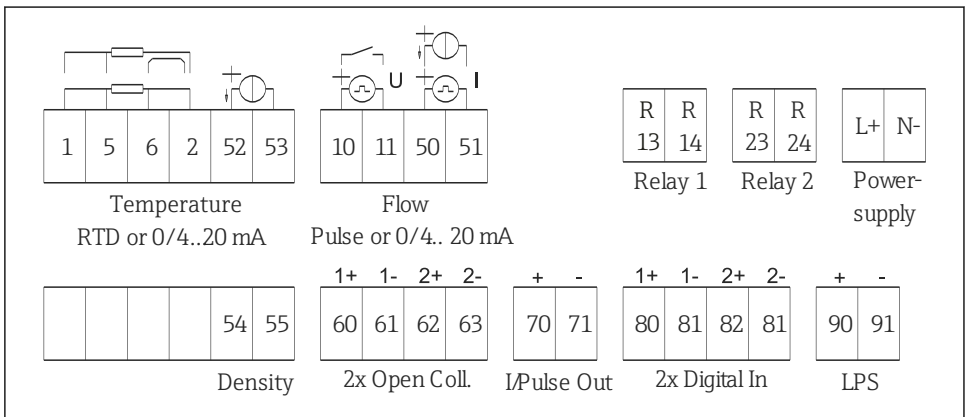 U I
1 5 6 2 52 53 10 11 50 51 R 13 R 14 R 23 R 24 L+ N-
Temperature Flow Relay 1 Relay 2 Power-
RTD or 0/4..20 mA Pulse or 0/4.. 20 mA supply
1+ 1- 2+ 2- + - 1+ 1- 2+ 2- + -
54 55 60 61 62 63 70 71 80 81 82 81 90 91
Density 2x Open Coll. I/Pulse Out 2x Digital In LPS